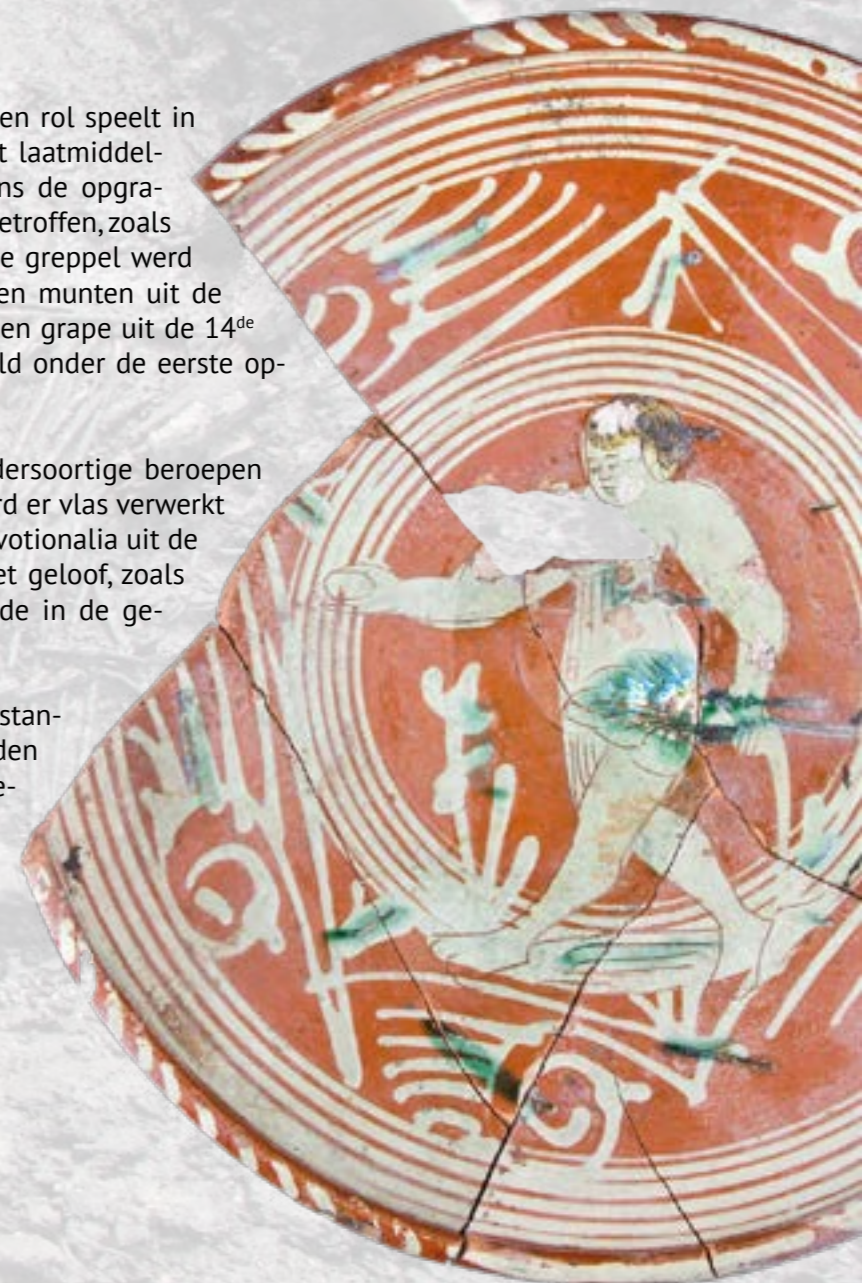 en rol speelt in
t laatmiddel-
ns de opgra-
etroffen, zoals
e greppel werd
en munten uit de
en grape uit de 14de
ld onder de eerste op-
dersoortige beroepen
rd er vlas verwerkt
votionalia uit de
et geloof, zoals
de in de ge-
stan-
den
e-